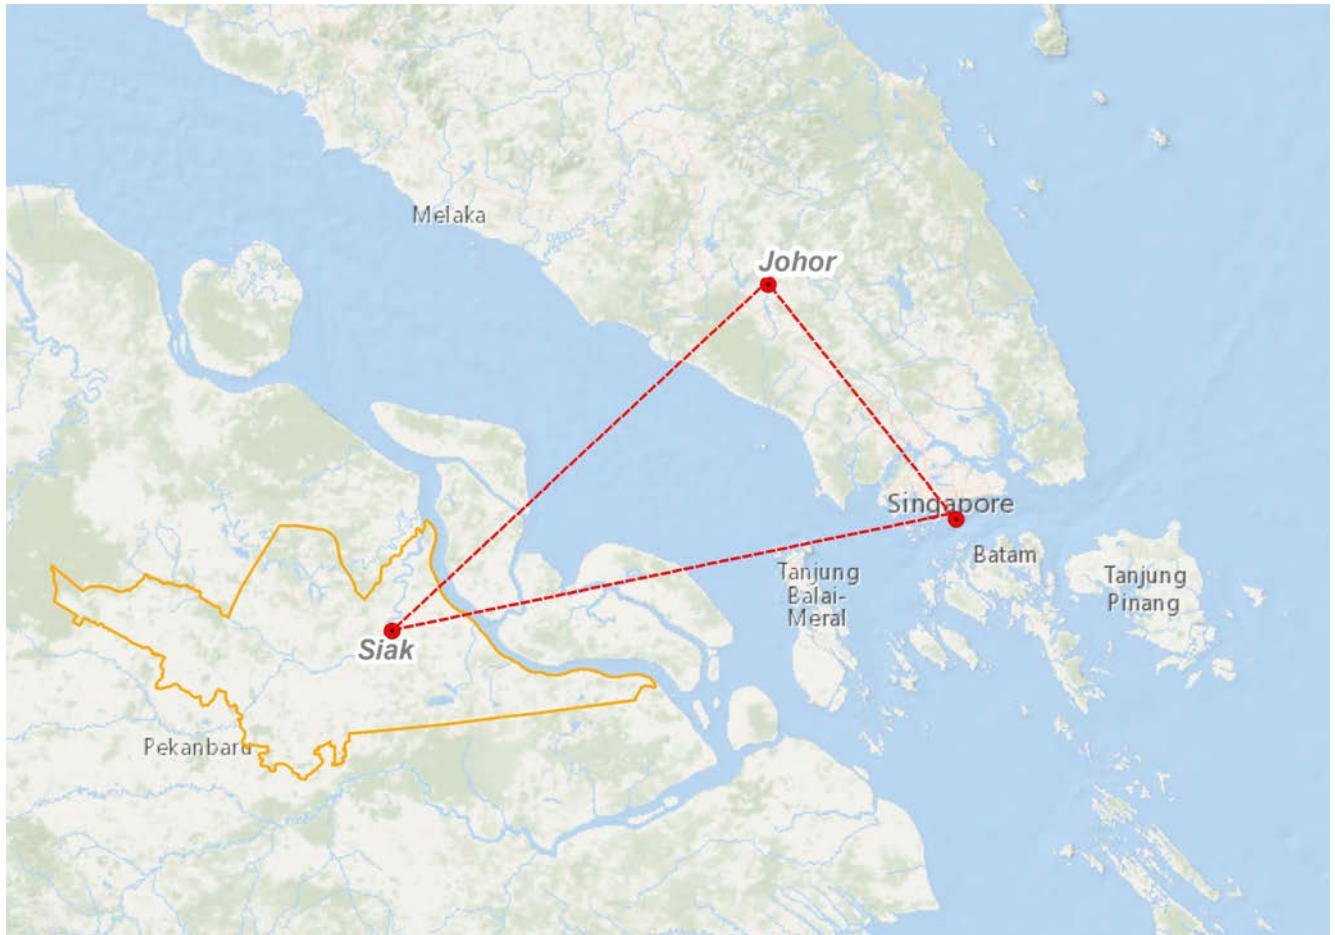 Melaka
Johor
Singapore
Batam
Tanjung
Balai-
Meral
Tanjung
Pinang
Siak
Pekanbaru